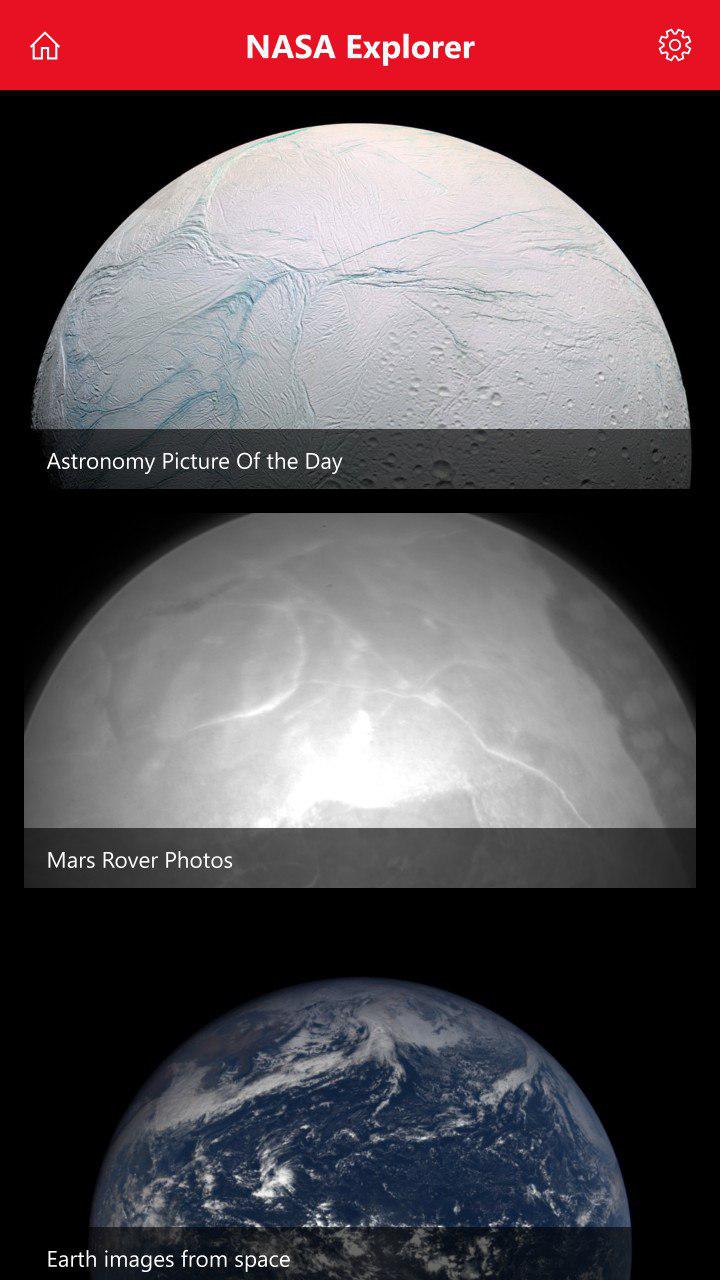 NASA Explorer
Astronomy Picture Of the Day
Mars Rover Photos
Earth images from space